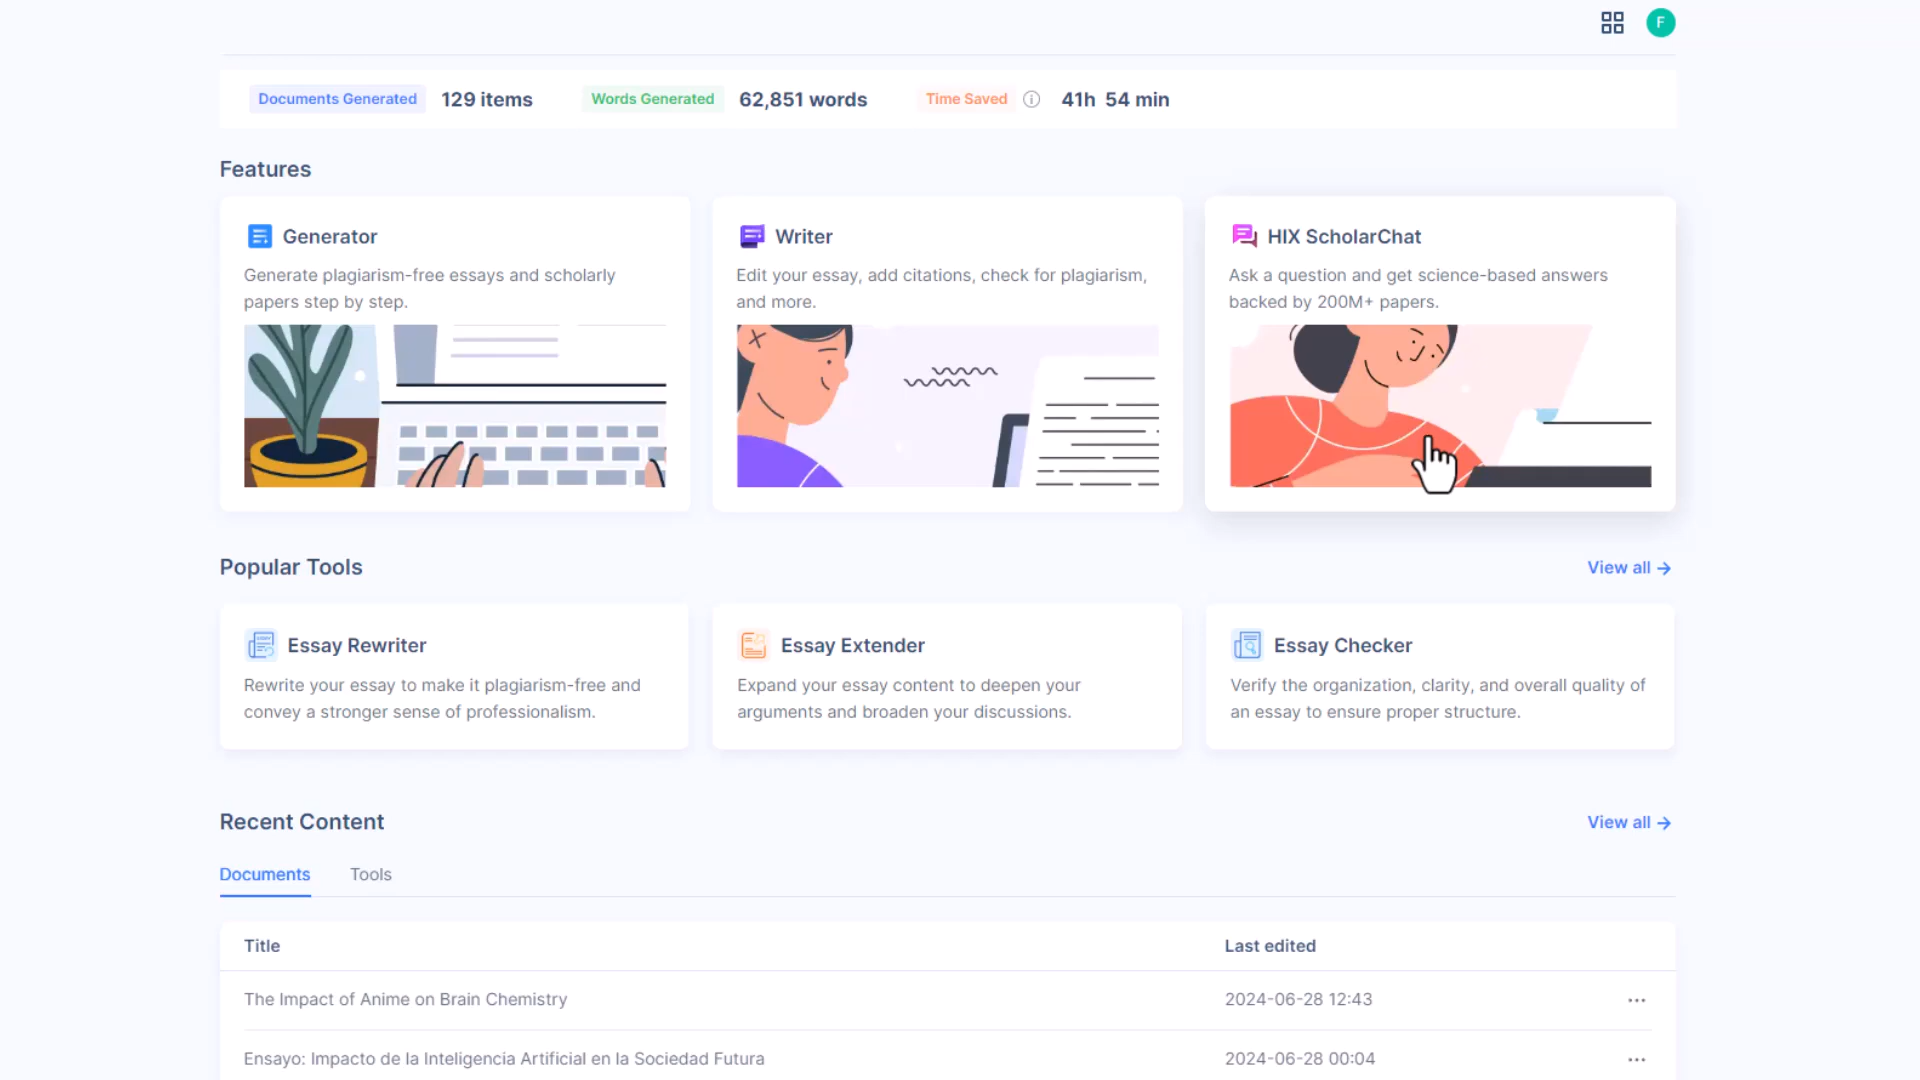 F
Documents Generated 129 items Words Generated 62,851 words Time Saved 41h 54 min
Features
Generator
Generate plagiarism-free essays and scholarly
papers step by step.
Writer
Edit your essay, add citations, check for plagiarism,
and more.
HIX ScholarChat
Ask a question and get science-based answers
backed by 200M+ papers.
Popular Tools
View all →
Essay Rewriter
Rewrite your essay to make it plagiarism-free and
convey a stronger sense of professionalism.
Essay Extender
Expand your essay content to deepen your
arguments and broaden your discussions.
Essay Checker
Verify the organization, clarity, and overall quality of
an essay to ensure proper structure.
Recent Content
View all →
Documents Tools
Title Last edited
The Impact of Anime on Brain Chemistry 2024-06-28 12:43
Ensayo: Impacto de la Inteligencia Artificial en la Sociedad Futura 2024-06-28 00:04